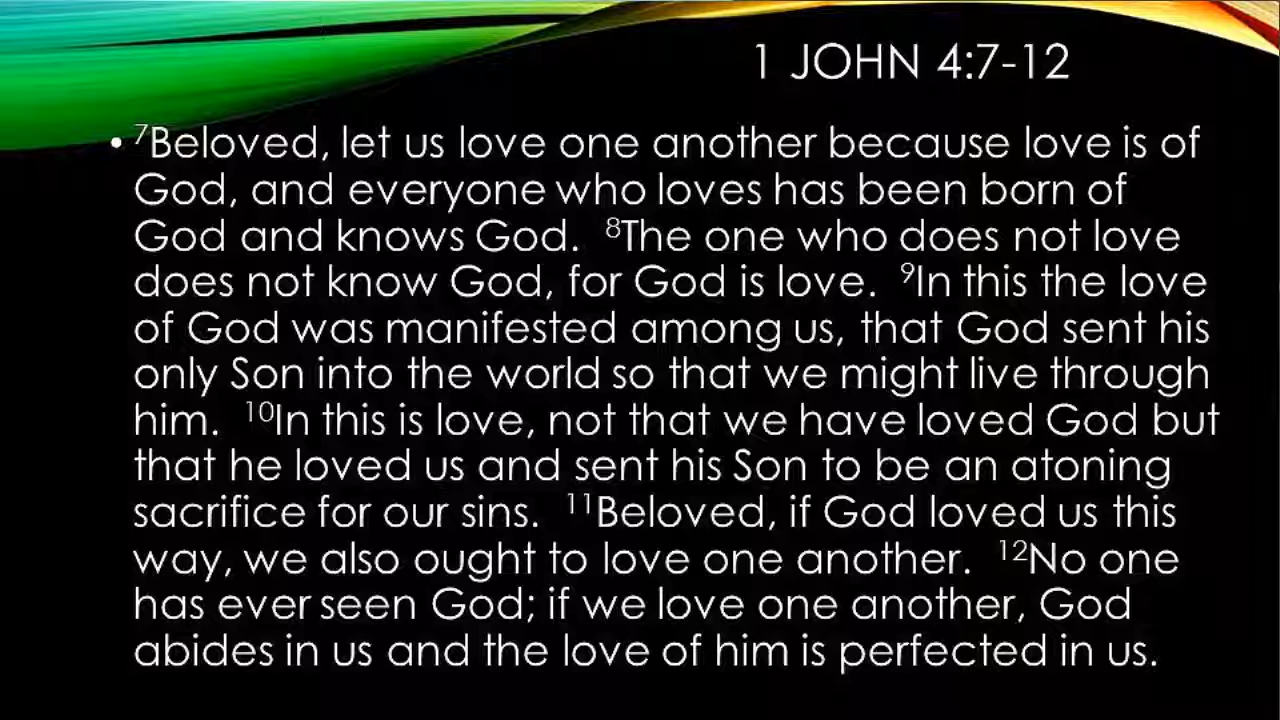 1 JOHN 4:7-12
• ⁷Beloved, let us love one another because love is of
God, and everyone who loves has been born of
God and knows God. ⁸The one who does not love
does not know God, for God is love. ⁹In this the love
of God was manifested among us, that God sent his
only Son into the world so that we might live through
him. ¹⁰In this is love, not that we have loved God but
that he loved us and sent his Son to be an atoning
sacrifice for our sins. ¹¹Beloved, if God loved us this
way, we also ought to love one another. ¹²No one
has ever seen God; if we love one another, God
abides in us and the love of him is perfected in us.